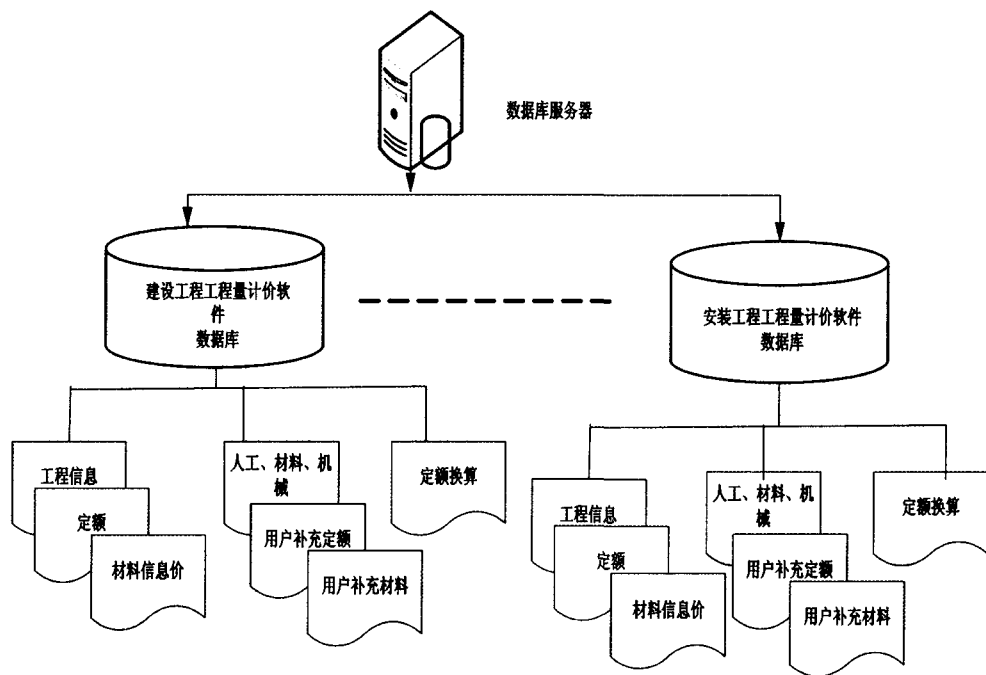 数据库服务器
建设工程工程量计价软
件
数据库
安装工程工程量计价软件
数据库
工程信息
定额
材料信息价
人工、材料、机
械
用户补充定额
用户补充材料
定额换算
工程信息
定额
材料信息价
人工、材料、机
械
用户补充定额
用户补充材料
定额换算